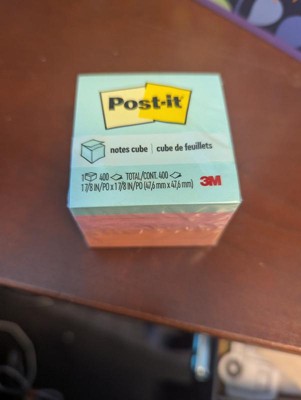 Post-it
notes cube | cube de feuillets
1 400 TOTAL/CONT. 400
1 7/8 IN/PO x 1 7/8 IN/PO (47,6 mm x 47,6 mm)
3M